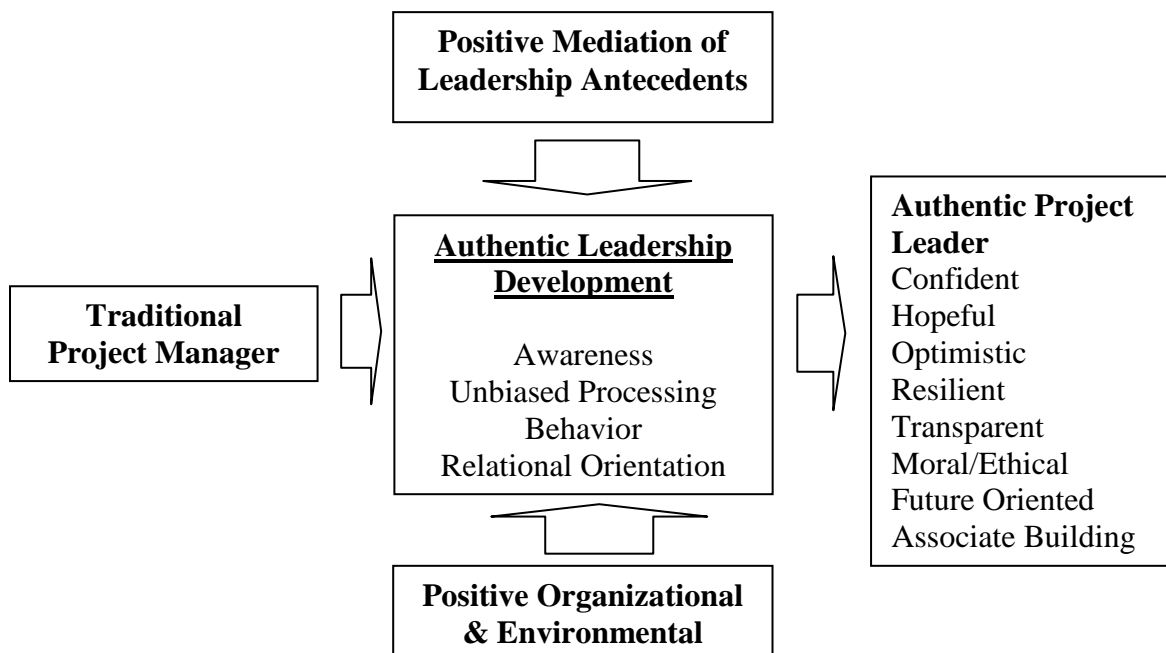 Positive Mediation of
Leadership Antecedents
Traditional
Project Manager
Authentic Leadership
Development
Awareness
Unbiased Processing
Behavior
Relational Orientation
Authentic Project
Leader
Confident
Hopeful
Optimistic
Resilient
Transparent
Moral/Ethical
Future Oriented
Associate Building
Positive Organizational
& Environmental